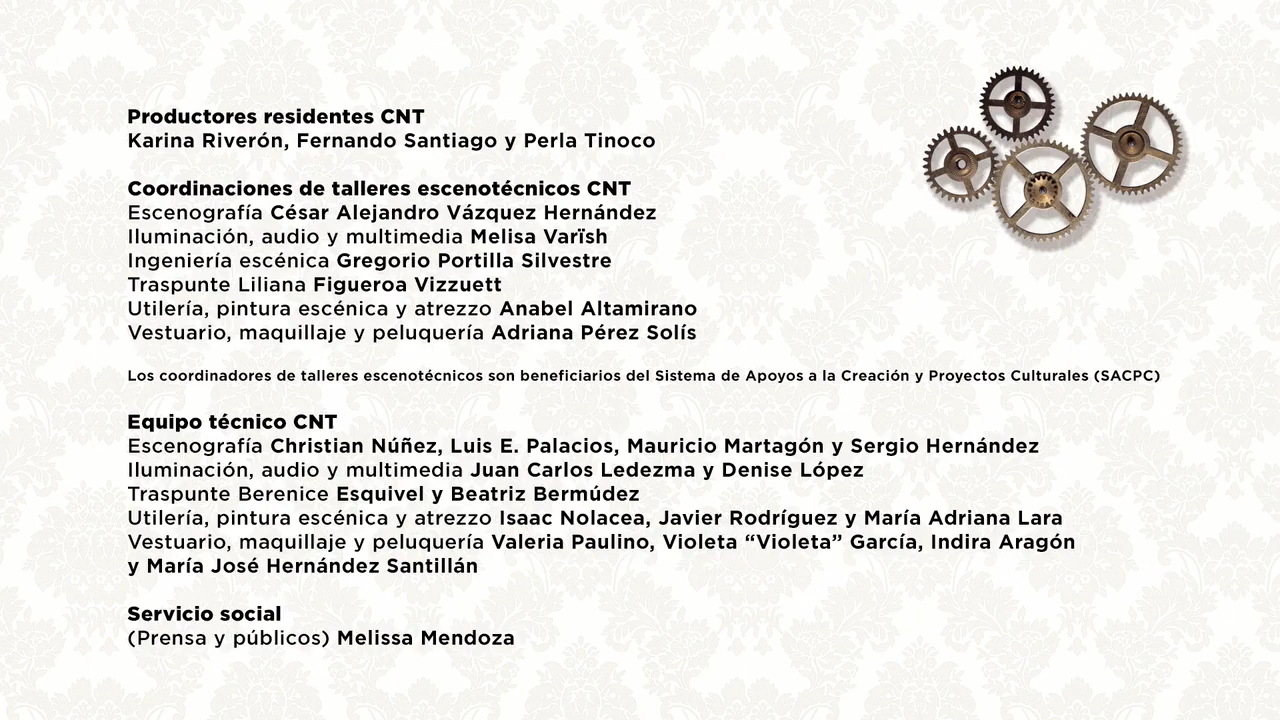 Productores residentes CNT
Karina Riverón, Fernando Santiago y Perla Tinoco
Coordinaciones de talleres escenotécnicos CNT
Escenografía César Alejandro Vázquez Hernández
Iluminación, audio y multimedia Melisa Varïsh
Ingeniería escénica Gregorio Portilla Silvestre
Traspunte Liliana Figueroa Vizzuett
Utilería, pintura escénica y atrezzo Anabel Altamirano
Vestuario, maquillaje y peluquería Adriana Pérez Solís
Los coordinadores de talleres escenotécnicos son beneficiarios del Sistema de Apoyos a la Creación y Proyectos Culturales (SACPC)
Equipo técnico CNT
Escenografía Christian Núñez, Luis E. Palacios, Mauricio Martagón y Sergio Hernández
Iluminación, audio y multimedia Juan Carlos Ledezma y Denise López
Traspunte Berenice Esquivel y Beatriz Bermúdez
Utilería, pintura escénica y atrezzo Isaac Nolacea, Javier Rodríguez y María Adriana Lara
Vestuario, maquillaje y peluquería Valeria Paulino, Violeta “Violeta” García, Indira Aragón
y María José Hernández Santillán
Servicio social
(Prensa y públicos) Melissa Mendoza